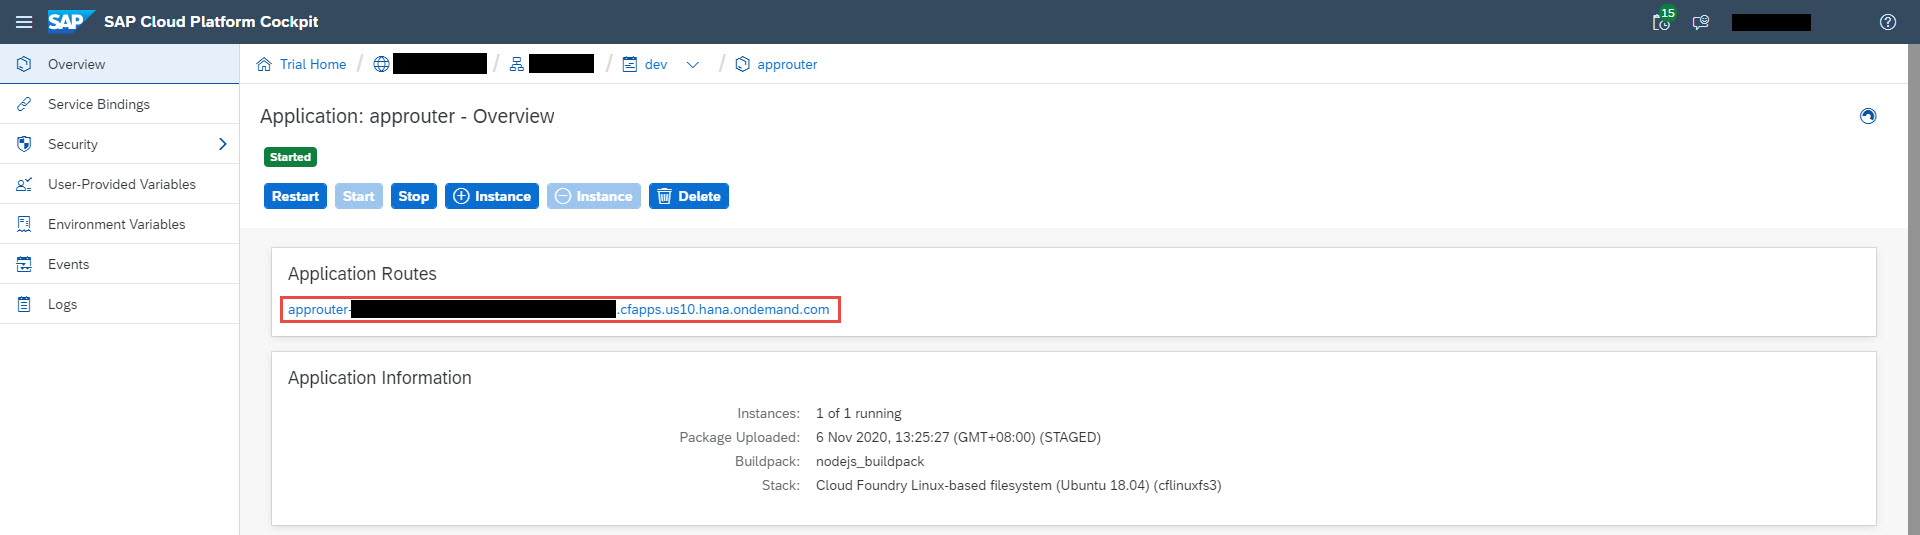 SAP SAP Cloud Platform Cockpit 15
Overview
Service Bindings
Security
User-Provided Variables
Environment Variables
Events
Logs
Trial Home / / / dev / approuter
Application: approuter - Overview
Started
Restart Start Stop Instance Instance Delete
Application Routes
approuter- .cfapps.us10.hana.ondemand.com
Application Information
Instances: 1 of 1 running
Package Uploaded: 6 Nov 2020, 13:25:27 (GMT+08:00) (STAGED)
Buildpack: nodejs_buildpack
Stack: Cloud Foundry Linux-based filesystem (Ubuntu 18.04) (cflinuxfs3)